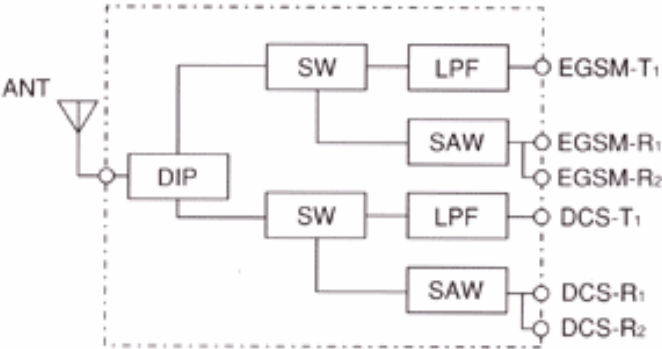 ANT
SW LPF EGSM-T1
SAW EGSM-R1
DIP EGSM-R2
SW LPF DCS-T1
SAW DCS-R1
DCS-R2